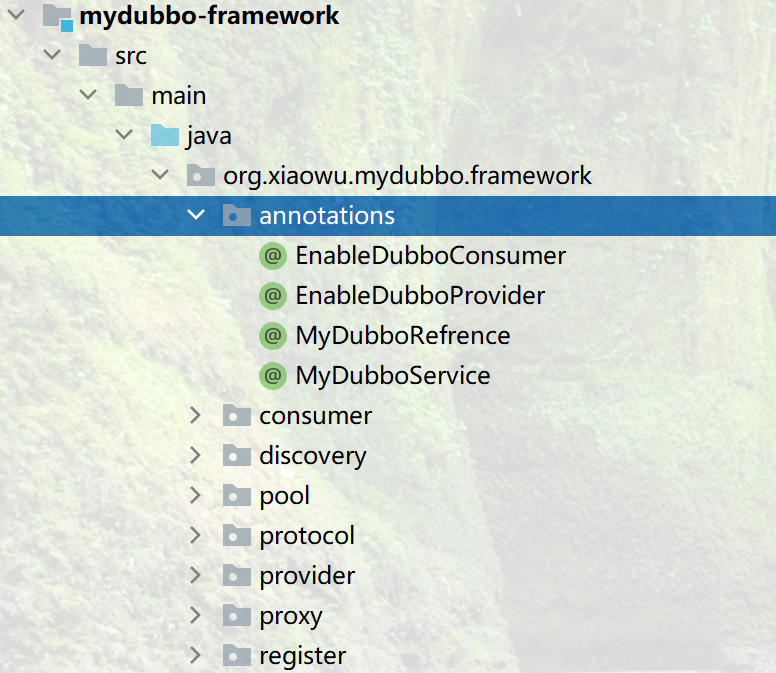 mydubbo-framework
src
main
java
org.xiaowu.mydubbo.framework
annotations
@ EnableDubboConsumer
@ EnableDubboProvider
@ MyDubboRefrence
@ MyDubboService
consumer
discovery
pool
protocol
provider
proxy
register